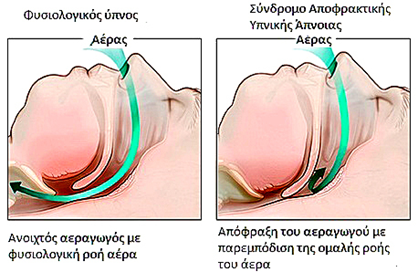 Φυσιολογικός ύπνος
Αέρας
Ανοιχτός αεραγωγός με
φυσιολογική ροή αέρα
Σύνδρομο Αποφρακτικής
Υπνικής Άπνοιας
Αέρας
Απόφραξη του αεραγωγού με
παρεμπόδιση της ομαλής ροής
του άερα